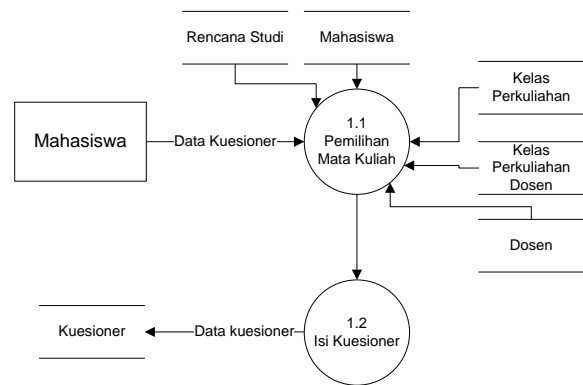 Rencana Studi
Mahasiswa
Kelas
Perkuliahan
Mahasiswa
Data Kuesioner
1.1
Pemilihan
Mata Kuliah
Kelas
Perkuliahan
Dosen
Dosen
Kuesioner
Data kuesioner
1.2
Isi Kuesioner